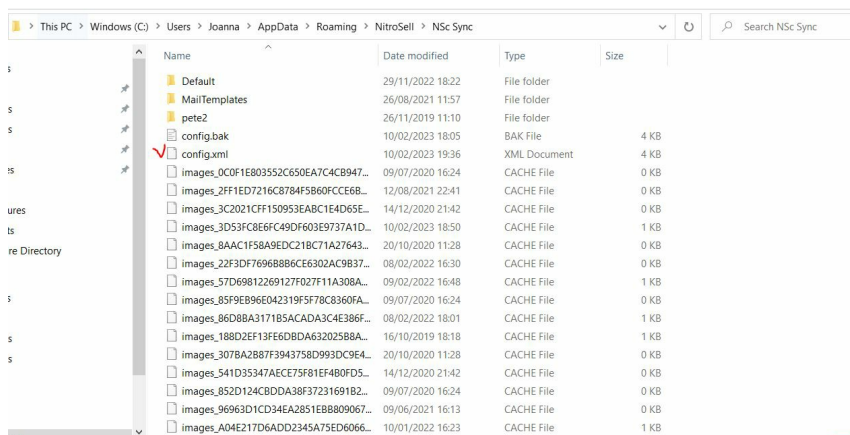 This PC > Windows (C:) > Users > Joanna > AppData > Roaming > NitroSell > NSc Sync
Search NSc Sync
Name Date modified Type Size
Default 29/11/2022 18:22 File folder
MailTemplates 26/08/2021 11:57 File folder
pete2 26/11/2019 11:10 File folder
config.bak 10/02/2023 18:05 BAK File 4 KB
config.xml 10/02/2023 19:36 XML Document 4 KB
images_0C0F1E803552C650EA7C4CB947... 09/07/2020 16:24 CACHE File 0 KB
images_2FF1ED7216C8784F5B60FCCE6B... 12/08/2021 22:41 CACHE File 0 KB
images_3C2021CFF150953EABC1E4D65E... 14/12/2020 21:42 CACHE File 0 KB
images_3D53FC8E6FC49DF603E9737A1D... 10/02/2023 18:50 CACHE File 1 KB
images_8AAC1F58A9EDC21BC71A27643... 20/10/2020 11:28 CACHE File 0 KB
images_22F3DF7696B8B6CE6302AC9B37... 08/02/2022 16:30 CACHE File 0 KB
images_57D69812269127F027F11A308A... 09/02/2022 16:48 CACHE File 1 KB
images_85F9EB96E042319F5F78C8360FA... 09/07/2020 16:24 CACHE File 0 KB
images_86D8BA3171B5ACADA3C4E386F... 08/02/2022 18:01 CACHE File 1 KB
images_188D2EF13FE6DBDA632025B8A... 16/10/2019 18:18 CACHE File 1 KB
images_307BA2B87F3943758D993DC9E4... 20/10/2020 11:28 CACHE File 0 KB
images_541D35347AECE75F81EF4B0FD5... 14/12/2020 21:42 CACHE File 0 KB
images_852D124CBDDA38F37231691B2... 09/07/2020 16:24 CACHE File 0 KB
images_96963D1CD34EA2851EBB809067... 09/06/2021 16:13 CACHE File 0 KB
images_A04E217D6ADD2345A75ED6066... 10/01/2022 16:23 CACHE File 1 KB
s
s
s
es
ures
ts
re Directory
s
s
s